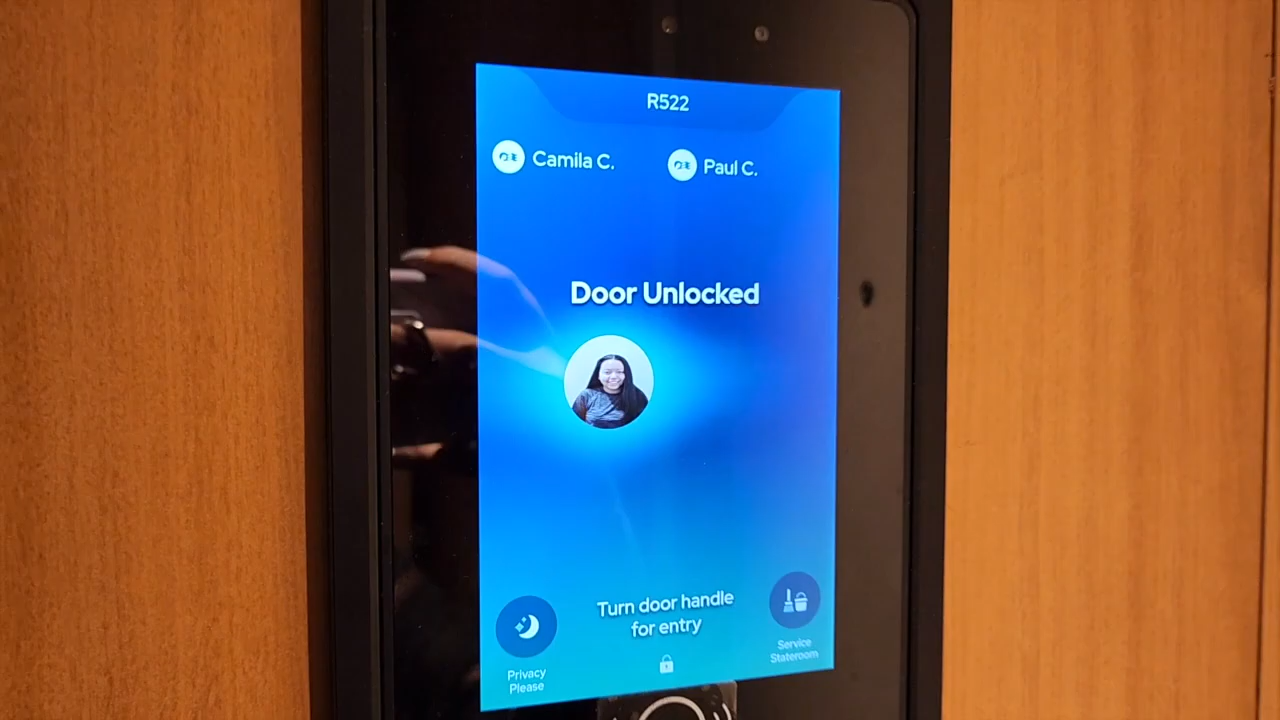 R522
Camila C.
Paul C.
Door Unlocked
Turn door handle
for entry
Privacy
Please
Service
Stateroom